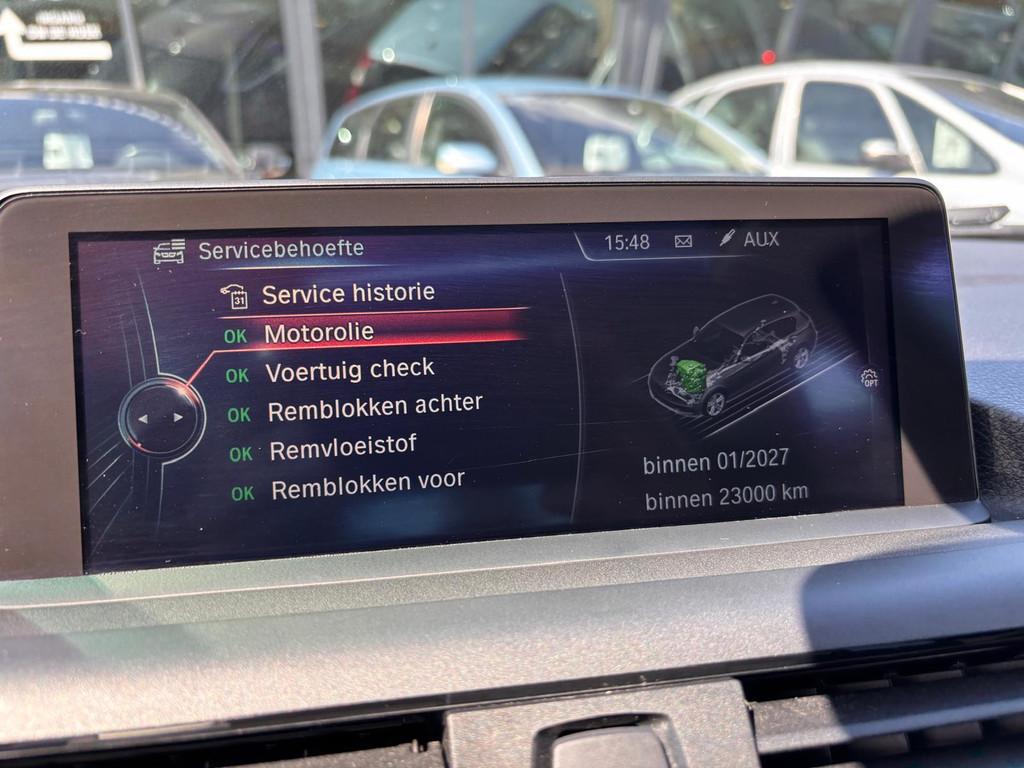 Servicebehoefte
15:48 AUX
Service historie
31
OK Motorolie
OK Voertuig check
OK Remblokken achter
OK Remvloeistof
OK Remblokken voor
OPT
binnen 01/2027
binnen 23000 km